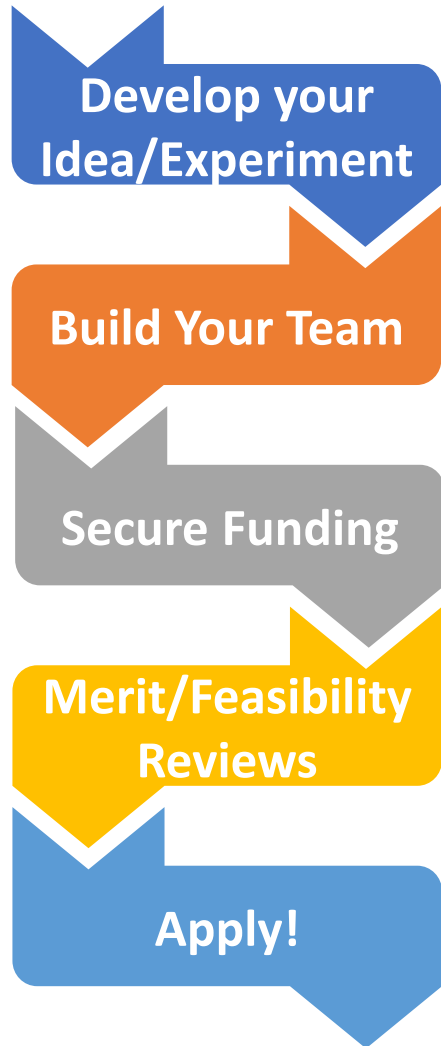 Develop your
Idea/Experiment
Build Your Team
Secure Funding
Merit/Feasibility
Reviews
Apply!